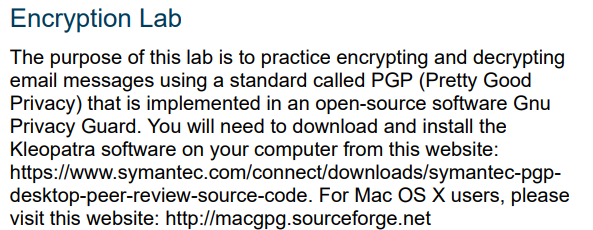 Encryption Lab
The purpose of this lab is to practice encrypting and decrypting
email messages using a standard called PGP (Pretty Good
Privacy) that is implemented in an open-source software Gnu
Privacy Guard. You will need to download and install the
Kleopatra software on your computer from this website:
https://www.symantec.com/connect/downloads/symantec-pgp-
desktop-peer-review-source-code. For Mac OS X users, please
visit this website: http://macgpg.sourceforge.net